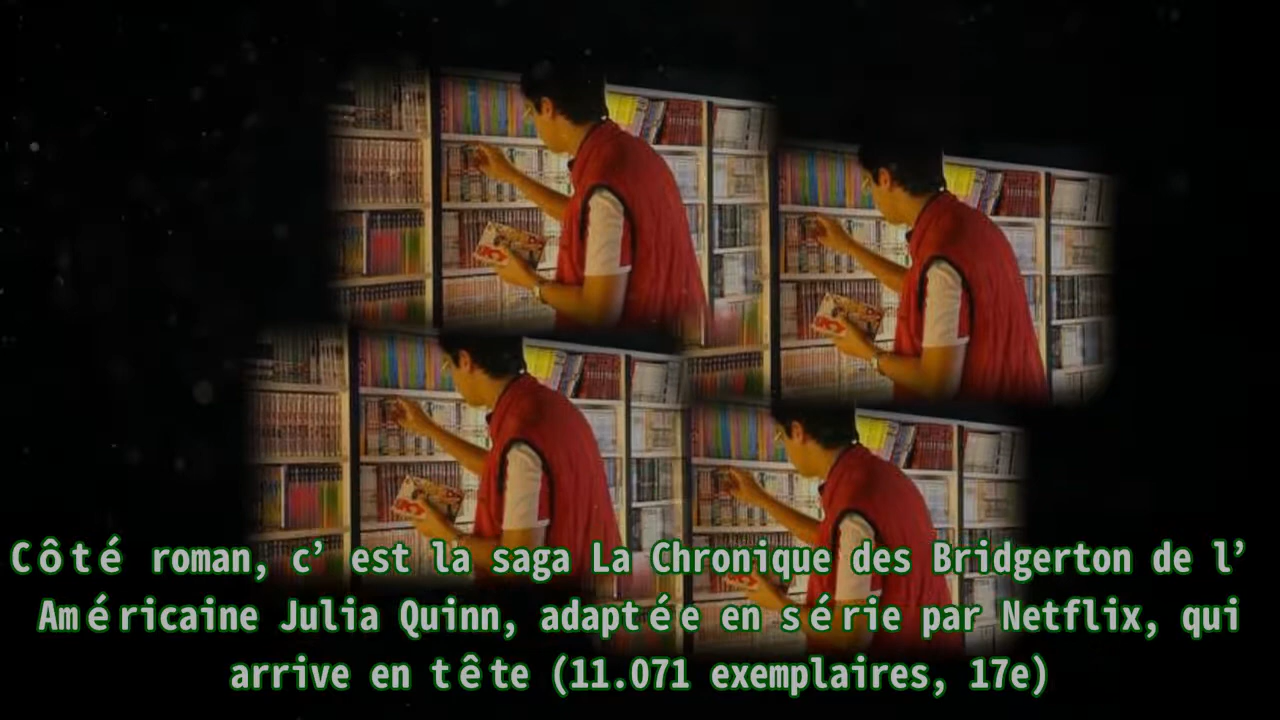 Côté roman, c’ est la saga La Chronique des Bridgerton de l’
Américaine Julia Quinn, adaptée en série par Netflix, qui
arrive en tête (11.071 exemplaires, 17e)